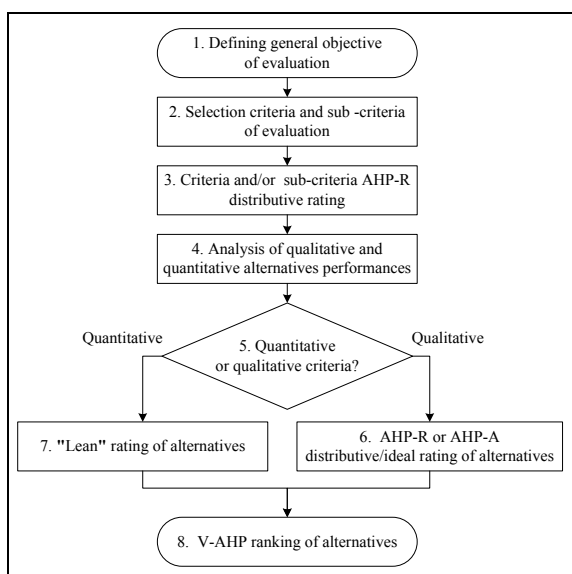 1. Defining general objective
of evaluation
2. Selection criteria and sub -criteria
of evaluation
3. Criteria and/or sub-criteria AHP-R
distributive rating
4. Analysis of qualitative and
quantitative alternatives performances
Quantitative
5. Quantitative
or qualitative criteria?
Qualitative
7. "Lean" rating of alternatives
6. AHP-R or AHP-A
distributive/ideal rating of alternatives
8. V-AHP ranking of alternatives